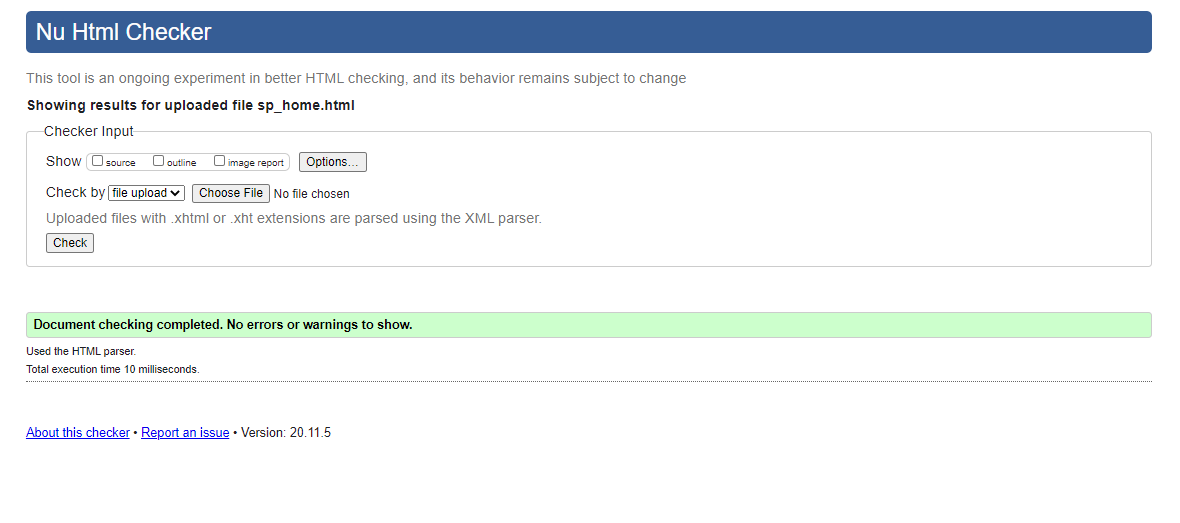 Nu Html Checker
This tool is an ongoing experiment in better HTML checking, and its behavior remains subject to change
Showing results for uploaded file sp_home.html
Checker Input
Show source outline image report Options...
Check by file upload Choose File No file chosen
Uploaded files with .xhtml or .xht extensions are parsed using the XML parser.
Check
Document checking completed. No errors or warnings to show.
Used the HTML parser.
Total execution time 10 milliseconds.
About this checker • Report an issue • Version: 20.11.5